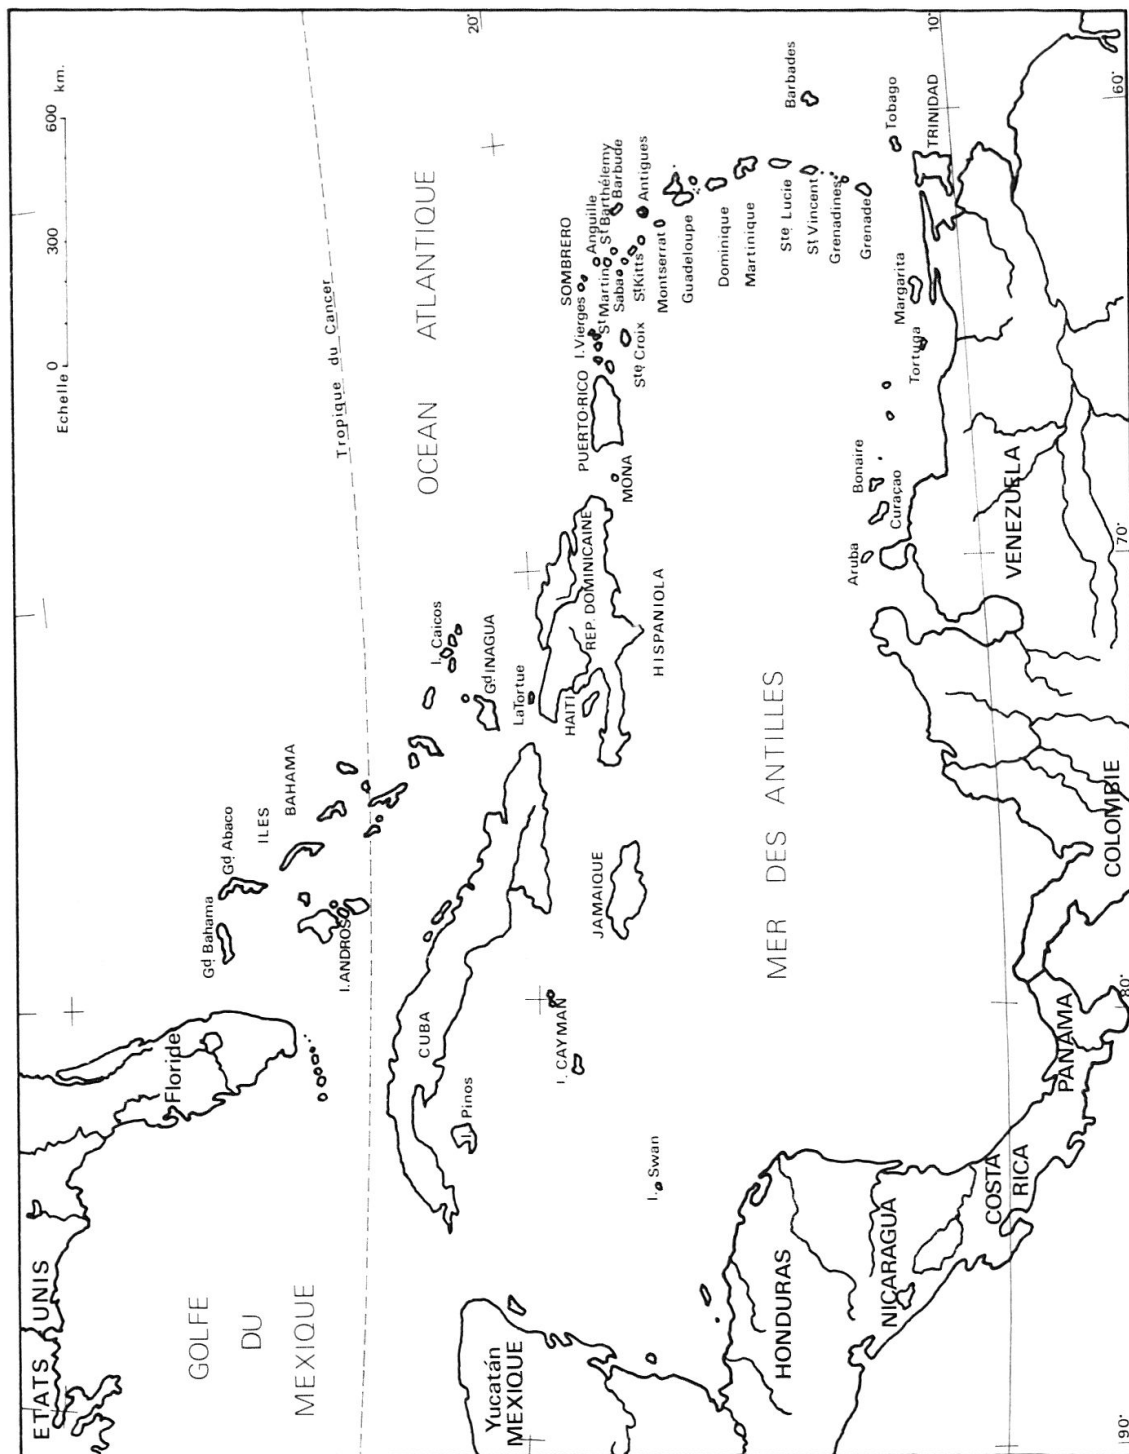 ETATS UNIS
GOLFE
DU
MEXIQUE
Floride
Gd Bahama
Gd Abaco
ILES
BAHAMA
I. ANDROS
Tropique du Cancer
Echelle
0 300 600 km.
OCEAN ATLANTIQUE
20°
I. Caicos
Gd INAGUA
La Tortue
CUBA
I. Pinos
I. CAYMAN
JAMAIQUE
HAITI
REP. DOMINICAINE
HISPANIOLA
MONA
PUERTO-RICO
I. Vierges
SOMBRERO
Anguille
St Martin
St Barthélemy
Barbude
Saba
St Kitts
Antigues
Ste Croix
Montserrat
Guadeloupe
Dominique
Martinique
Ste Lucie
St Vincent
Barbades
Grenadines
Grenade
Tobago
TRINIDAD
Margarita
Tortuga
Bonaire
Curaçao
Aruba
MER DES ANTILLES
I. Swan
Yucatán
MEXIQUE
HONDURAS
NICARAGUA
COSTA
RICA
PANAMA
COLOMBIE
VENEZUELA
10°
90°
80°
70°
60°